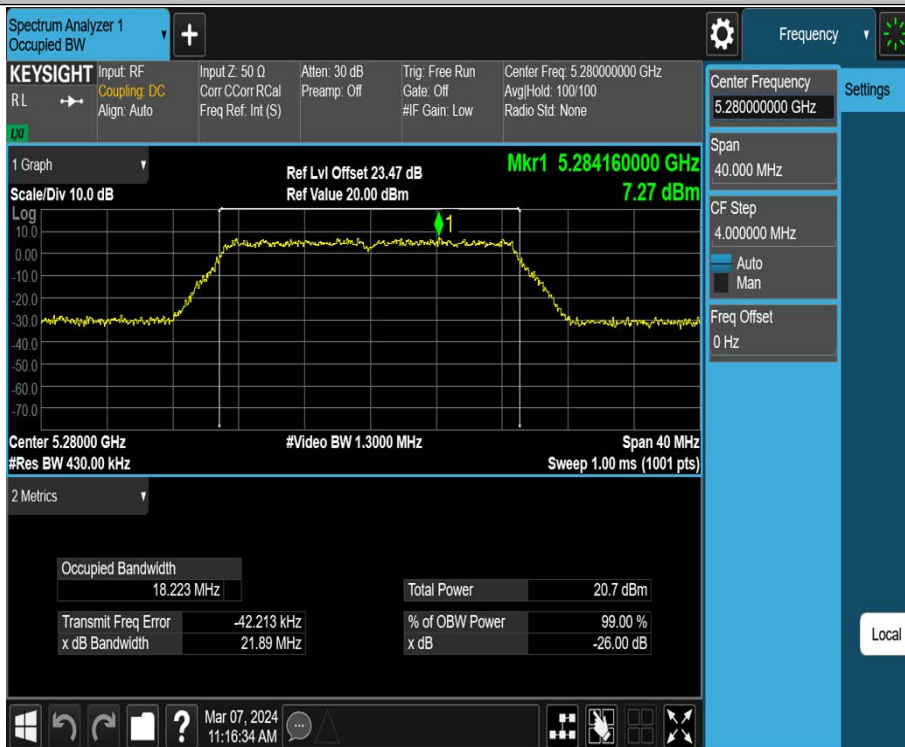 Spectrum Analyzer 1
Occupied BW
+
Frequency
KEYSIGHT
RL
LXI
Input: RF
Coupling: DC
Align: Auto
Input Z: 50 Ω
Corr CCorr RCal
Freq Ref: Int (S)
Atten: 30 dB
Preamp: Off
Trig: Free Run
Gate: Off
#IF Gain: Low
Center Freq: 5.280000000 GHz
Avg|Hold: 100/100
Radio Std: None
Center Frequency
5.280000000 GHz
Settings
Span
40.000 MHz
CF Step
4.000000 MHz
Auto
Man
Freq Offset
0 Hz
1 Graph
Scale/Div 10.0 dB
Ref Lvl Offset 23.47 dB
Ref Value 20.00 dBm
Mkr1 5.284160000 GHz
7.27 dBm
Log
10.0
0.00
-10.0
-20.0
-30.0
-40.0
-50.0
-60.0
-70.0
1
Center 5.28000 GHz
#Res BW 430.00 kHz
#Video BW 1.3000 MHz
Span 40 MHz
Sweep 1.00 ms (1001 pts)
2 Metrics
Occupied Bandwidth
18.223 MHz
Total Power 20.7 dBm
Transmit Freq Error -42.213 kHz
% of OBW Power 99.00 %
x dB Bandwidth 21.89 MHz
x dB -26.00 dB
Local
?
Mar 07, 2024
11:16:34 AM